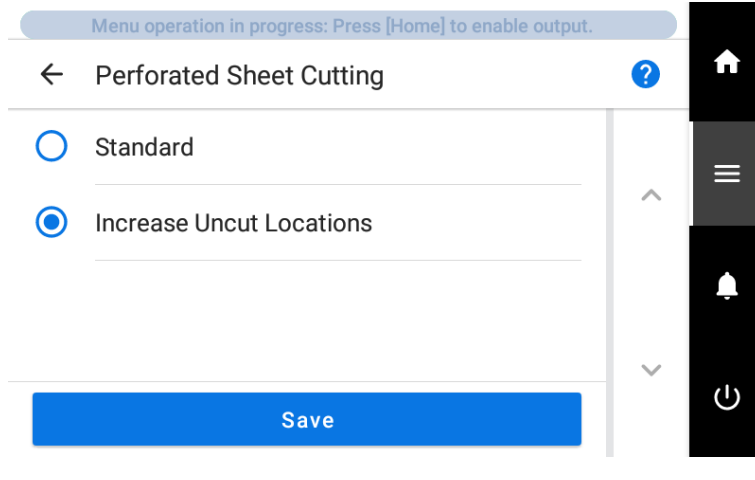 Menu operation in progress: Press [Home] to enable output.
Perforated Sheet Cutting
?
Standard
Increase Uncut Locations
Save